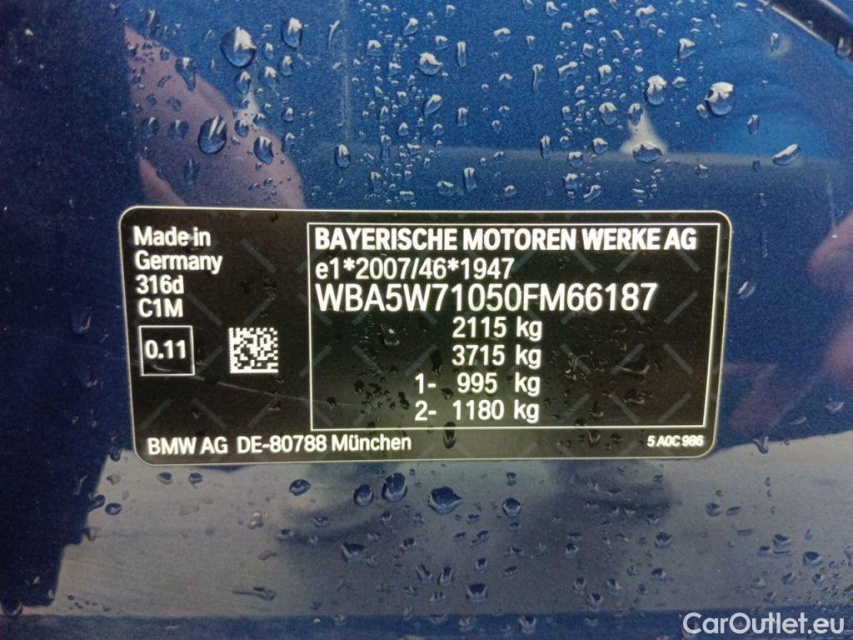 Made in
Germany
316d
C1M
0.11
BAYERISCHE MOTOREN WERKE AG
e1*2007/46*1947
WBA5W71050FM66187
2115 kg
3715 kg
1- 995 kg
2- 1180 kg
BMW AG DE-80788 München
5 A0C 986
CarOutlet.eu